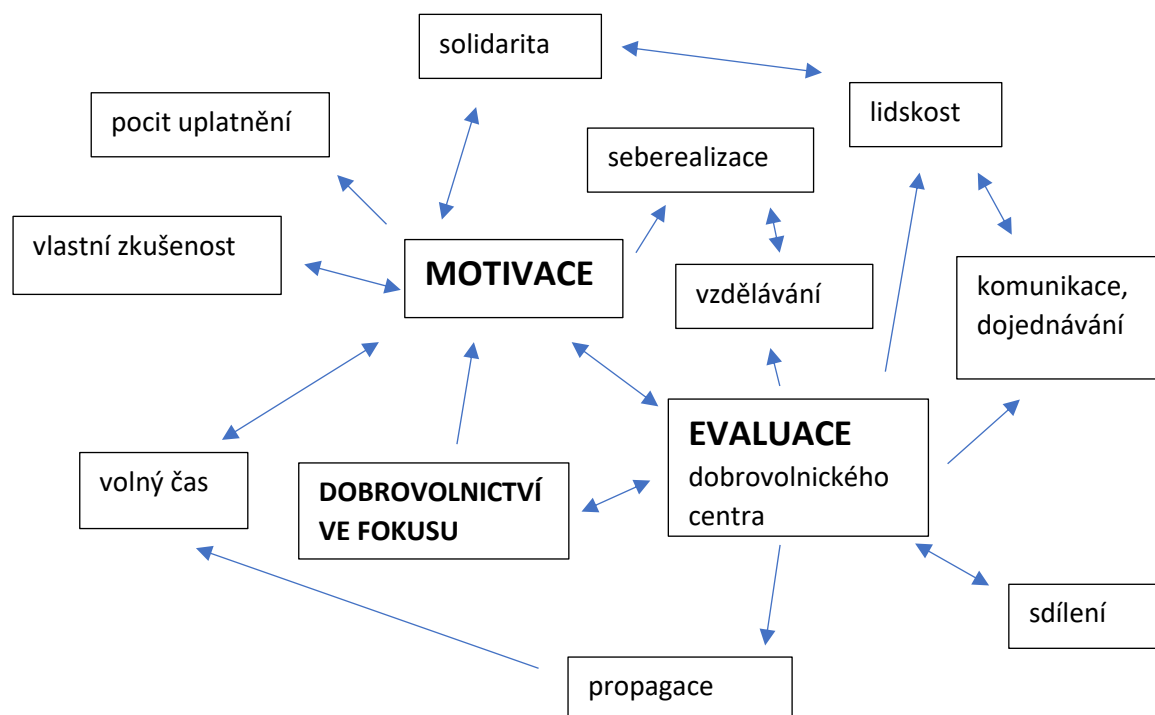 solidarita
pocit uplatnění
lidskost
seberealizace
vlastní zkušenost
MOTIVACE
vzdělávání
komunikace,
dojednávání
EVALUACE
dobrovolnického
centra
volný čas
DOBROVOLNICTVÍ
VE FOKUSU
sdílení
propagace